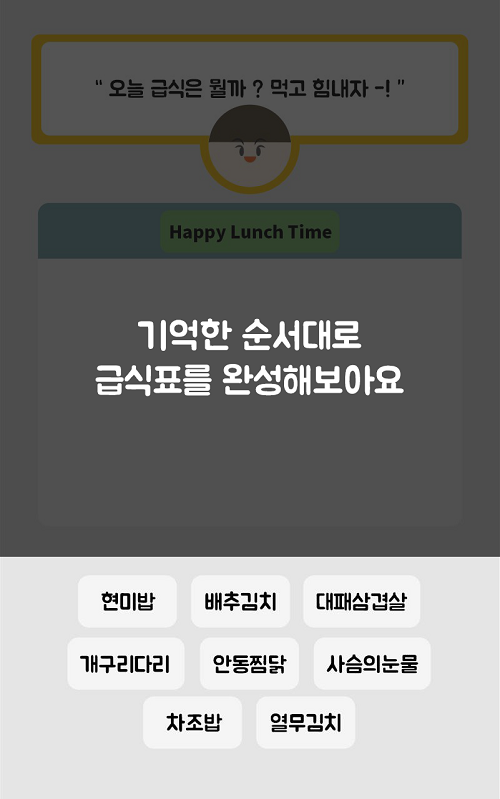 “ 오늘 급식은 뭘까 ? 먹고 힘내자 -! ”
Happy Lunch Time
기억한 순서대로
급식표를 완성해보아요
현미밥 배추김치 대패삼겹살
개구리다리 안동찜닭 사슴의눈물
차조밥 열무김치